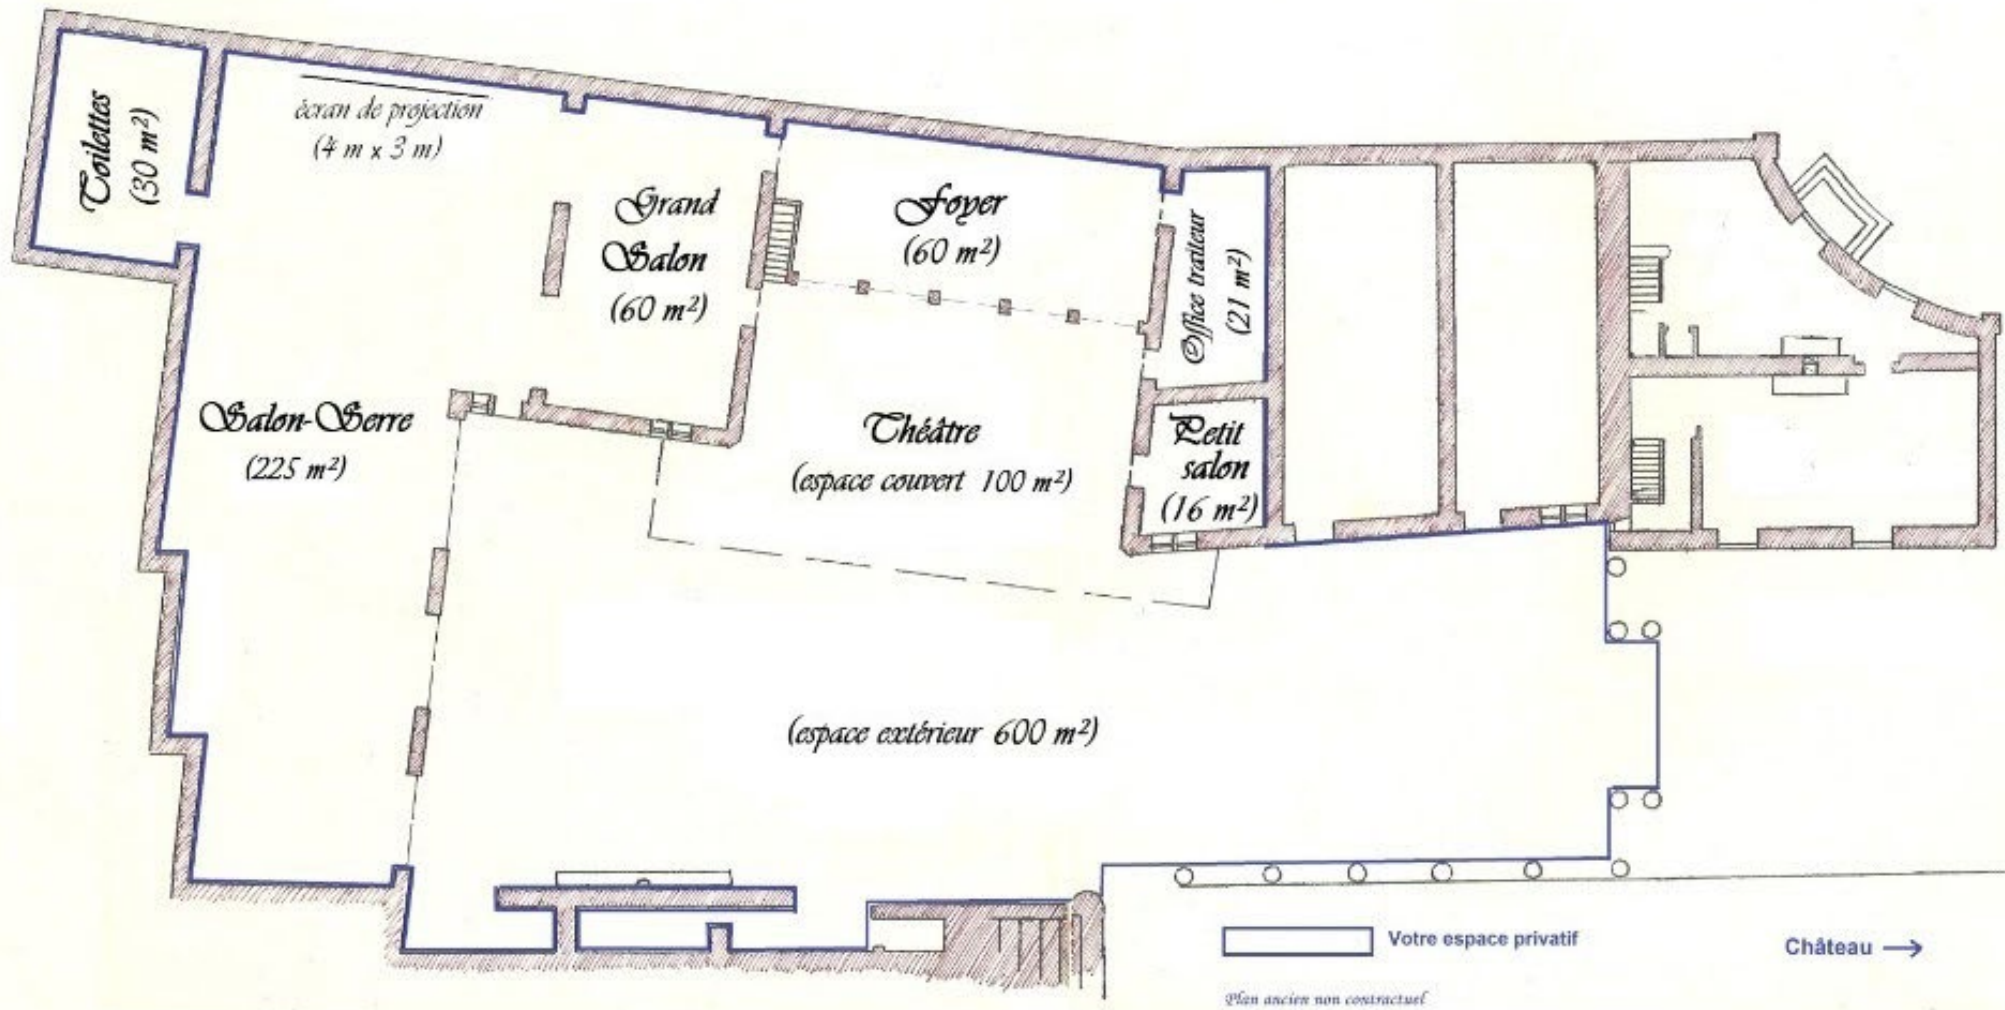 Toilettes
(30 m²)
écran de projection
(4 m x 3 m)
Grand
Salon
(60 m²)
Foyer
(60 m²)
Office traiteur
(21 m²)
Salon-Serre
(225 m²)
Théâtre
(espace couvert 100 m²)
Petit
salon
(16 m²)
(espace extérieur 600 m²)
Votre espace privatif
Château
Plan ancien non contractuel